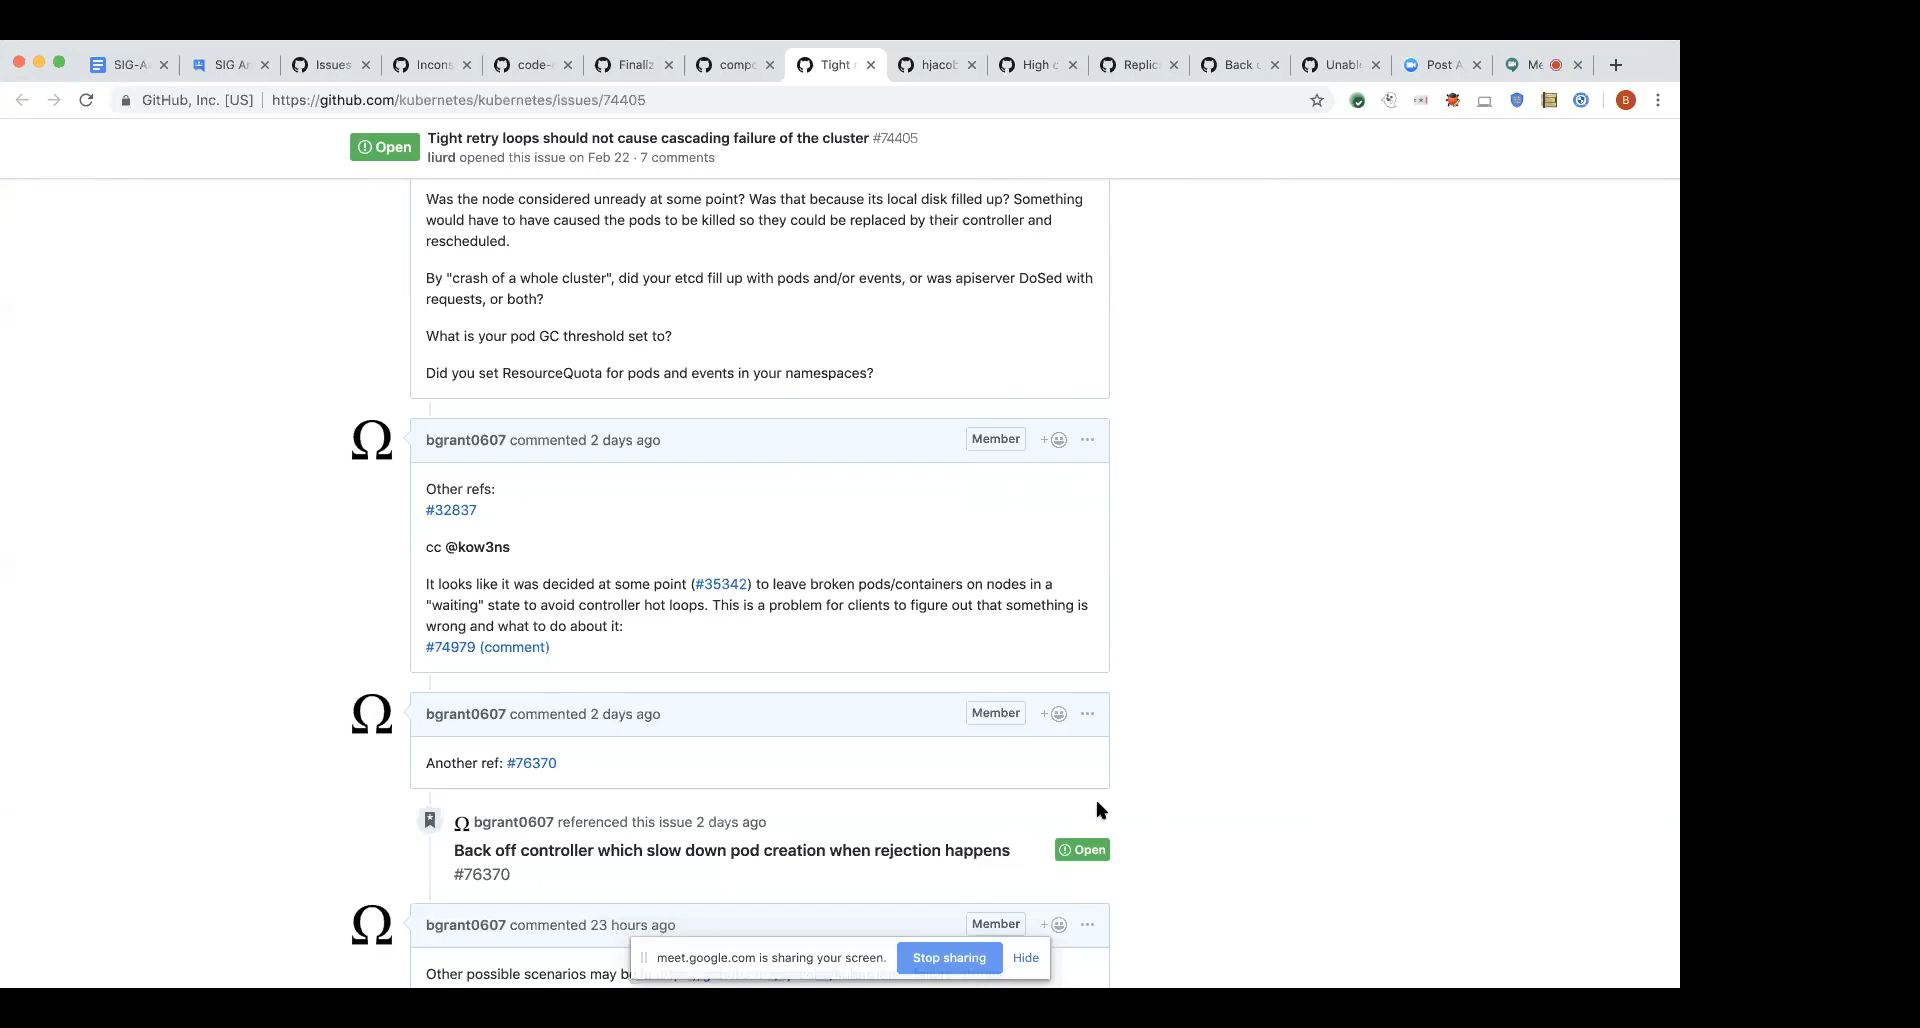 SIG-A
SIG Ar
Issues
Incons
code-
Finaliz
compo
Tight r
hjacob
High c
Replic
Back o
Unabl
Post A
Me
GitHub, Inc. [US]
https://github.com/kubernetes/kubernetes/issues/74405
B
Open
Tight retry loops should not cause cascading failure of the cluster #74405
liurd opened this issue on Feb 22 · 7 comments
Was the node considered unready at some point? Was that because its local disk filled up? Something
would have to have caused the pods to be killed so they could be replaced by their controller and
rescheduled.
By "crash of a whole cluster", did your etcd fill up with pods and/or events, or was apiserver DoSed with
requests, or both?
What is your pod GC threshold set to?
Did you set ResourceQuota for pods and events in your namespaces?
Ω
bgrant0607 commented 2 days ago
Member
Other refs:
#32837
cc @kow3ns
It looks like it was decided at some point (#35342) to leave broken pods/containers on nodes in a
"waiting" state to avoid controller hot loops. This is a problem for clients to figure out that something is
wrong and what to do about it:
#74979 (comment)
Ω
bgrant0607 commented 2 days ago
Member
Another ref: #76370
Ω bgrant0607 referenced this issue 2 days ago
Back off controller which slow down pod creation when rejection happens
Open
#76370
Ω
bgrant0607 commented 23 hours ago
Member
meet.google.com is sharing your screen.
Stop sharing
Hide
Other possible scenarios may